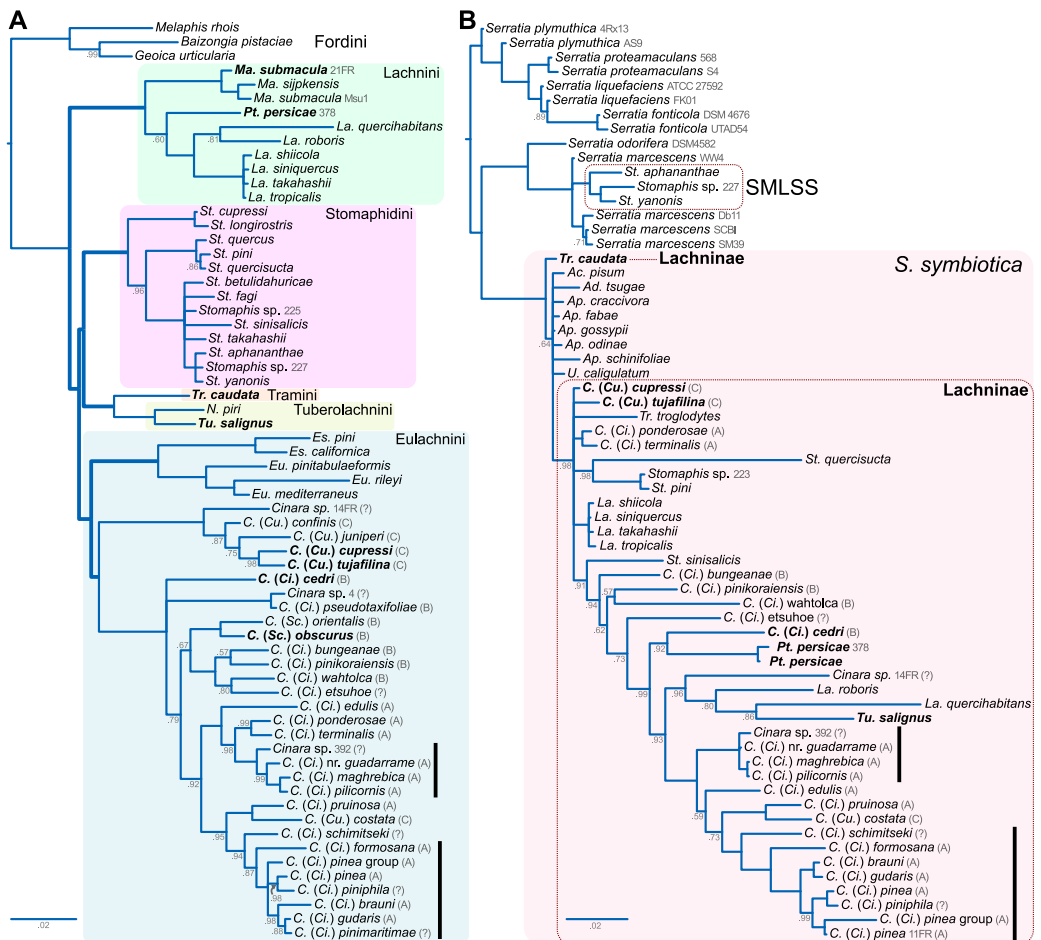 A
Melaphis rhois
Baizongia pistaciae
Fordini
.99
Geoica urticularia
Ma. submacula 21FR
Lachnini
Ma. sijpkensis
Ma. submacula Msu1
Pt. persicae 378
.60
.81
La. quercihabitans
La. roboris
La. shiicola
La. siniquercus
La. takahashii
La. tropicalis
St. cupressi
Stomaphidini
St. longirostris
St. quercus
St. pini
.86
St. quercisucta
.96
St. betulidahuricae
St. fagi
Stomaphis sp. 225
St. sinisalicis
St. takahashii
St. aphananthae
Stomaphis sp. 227
St. yanonis
Tr. caudata
Tramini
N. piri
Tuberolachnini
Tu. salignus
Eulachnini
Es. pini
Es. californica
Eu. pinitabulaeformis
Eu. rileyi
Eu. mediterraneus
Cinara sp. 14FR (?)
C. (Cu.) confinis (C)
.87
C. (Cu.) juniperi (C)
.75
C. (Cu.) cupressi (C)
.98
C. (Cu.) tujafilina (C)
C. (Ci.) cedri (B)
Cinara sp. 4 (?)
C. (Ci.) pseudotaxifoliae (B)
C. (Sc.) orientalis (B)
C. (Sc.) obscurus (B)
.67
.57
C. (Ci.) bungeanae (B)
C. (Ci.) pinikoraiensis (B)
C. (Ci.) wahtolca (B)
.80
C. (Ci.) etsuhoe (?)
.79
C. (Ci.) edulis (A)
.99
C. (Ci.) ponderosae (A)
C. (Ci.) terminalis (A)
.98
Cinara sp. 392 (?)
C. (Ci.) nr. guadarrame (A)
.99
C. (Ci.) maghrebica (A)
C. (Ci.) pilicornis (A)
.92
C. (Ci.) pruinosa (A)
C. (Cu.) costata (C)
.95
C. (Ci.) schimitseki (?)
.94
C. (Ci.) formosana (A)
.87
C. (Ci.) pinea group (A)
C. (Ci.) pinea (A)
C. (Ci.) piniphila (?)
.98
C. (Ci.) brauni (A)
.98
C. (Ci.) gudaris (A)
.88
C. (Ci.) pinimaritimae (?)
.02
B
Serratia plymuthica 4Rx13
Serratia plymuthica AS9
Serratia proteamaculans 568
Serratia proteamaculans S4
Serratia liquefaciens ATCC 27592
Serratia liquefaciens FK01
.89
Serratia fonticola DSM 4676
Serratia fonticola UTAD54
Serratia odorifera DSM4582
Serratia marcescens WW4
St. aphananthae
Stomaphis sp. 227
SMLSS
St. yanonis
Serratia marcescens Db11
Serratia marcescens SCBI
.71
Serratia marcescens SM39
Tr. caudata
Lachninae
S. symbiotica
Ac. pisum
Ad. tsugae
Ap. craccivora
Ap. fabae
Ap. gossypii
.64
Ap. odinae
Ap. schinifoliae
U. caligulatum
C. (Cu.) cupressi (C)
Lachninae
C. (Cu.) tujafilina (C)
Tr. troglodytes
C. (Ci.) ponderosae (A)
C. (Ci.) terminalis (A)
.98
.98
St. quercisucta
Stomaphis sp. 223
St. pini
La. shiicola
La. siniquercus
La. takahashii
La. tropicalis
St. sinisalicis
.91
C. (Ci.) bungeanae (B)
.94
.57
C. (Ci.) pinikoraiensis (B)
C. (Ci.) wahtolca (B)
.62
C. (Ci.) etsuhoe (?)
.73
C. (Ci.) cedri (B)
.92
Pt. persicae 378
Pt. persicae
.99
Cinara sp. 14FR (?)
.96
La. roboris
.80
La. quercihabitans
.86
Tu. salignus
.93
Cinara sp. 392 (?)
C. (Ci.) nr. guadarrame (A)
C. (Ci.) maghrebica (A)
C. (Ci.) pilicornis (A)
C. (Ci.) edulis (A)
.59
C. (Ci.) pruinosa (A)
C. (Cu.) costata (C)
.73
C. (Ci.) schimitseki (?)
C. (Ci.) formosana (A)
C. (Ci.) brauni (A)
C. (Ci.) gudaris (A)
C. (Ci.) pinea (A)
C. (Ci.) piniphila (?)
.99
C. (Ci.) pinea group (A)
C. (Ci.) pinea 11FR (A)
.02